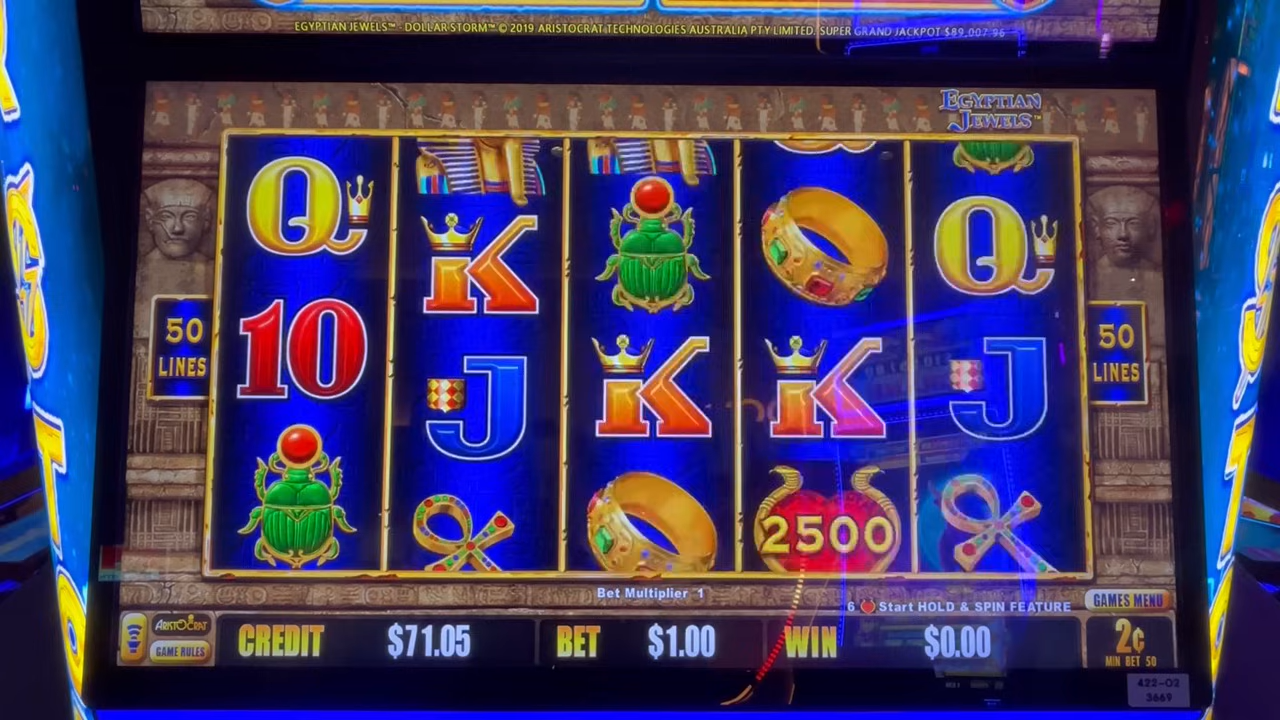 EGYPTIAN JEWELS™ - DOLLAR STORM™ © 2019 ARISTOCRAT TECHNOLOGIES AUSTRALIA PTY LIMITED. SUPER GRAND JACKPOT $89,007.96
EGYPTIAN
JEWELS™
Q
K
Q
50
LINES
10
J
K
K
J
50
LINES
2500
Bet Multiplier 1
6 Start HOLD & SPIN FEATURE
GAMES MENU
ARISTOCRAT
GAME RULES
CREDIT $71.05 BET $1.00 WIN $0.00
2¢
MIN BET 50
422-02
3669